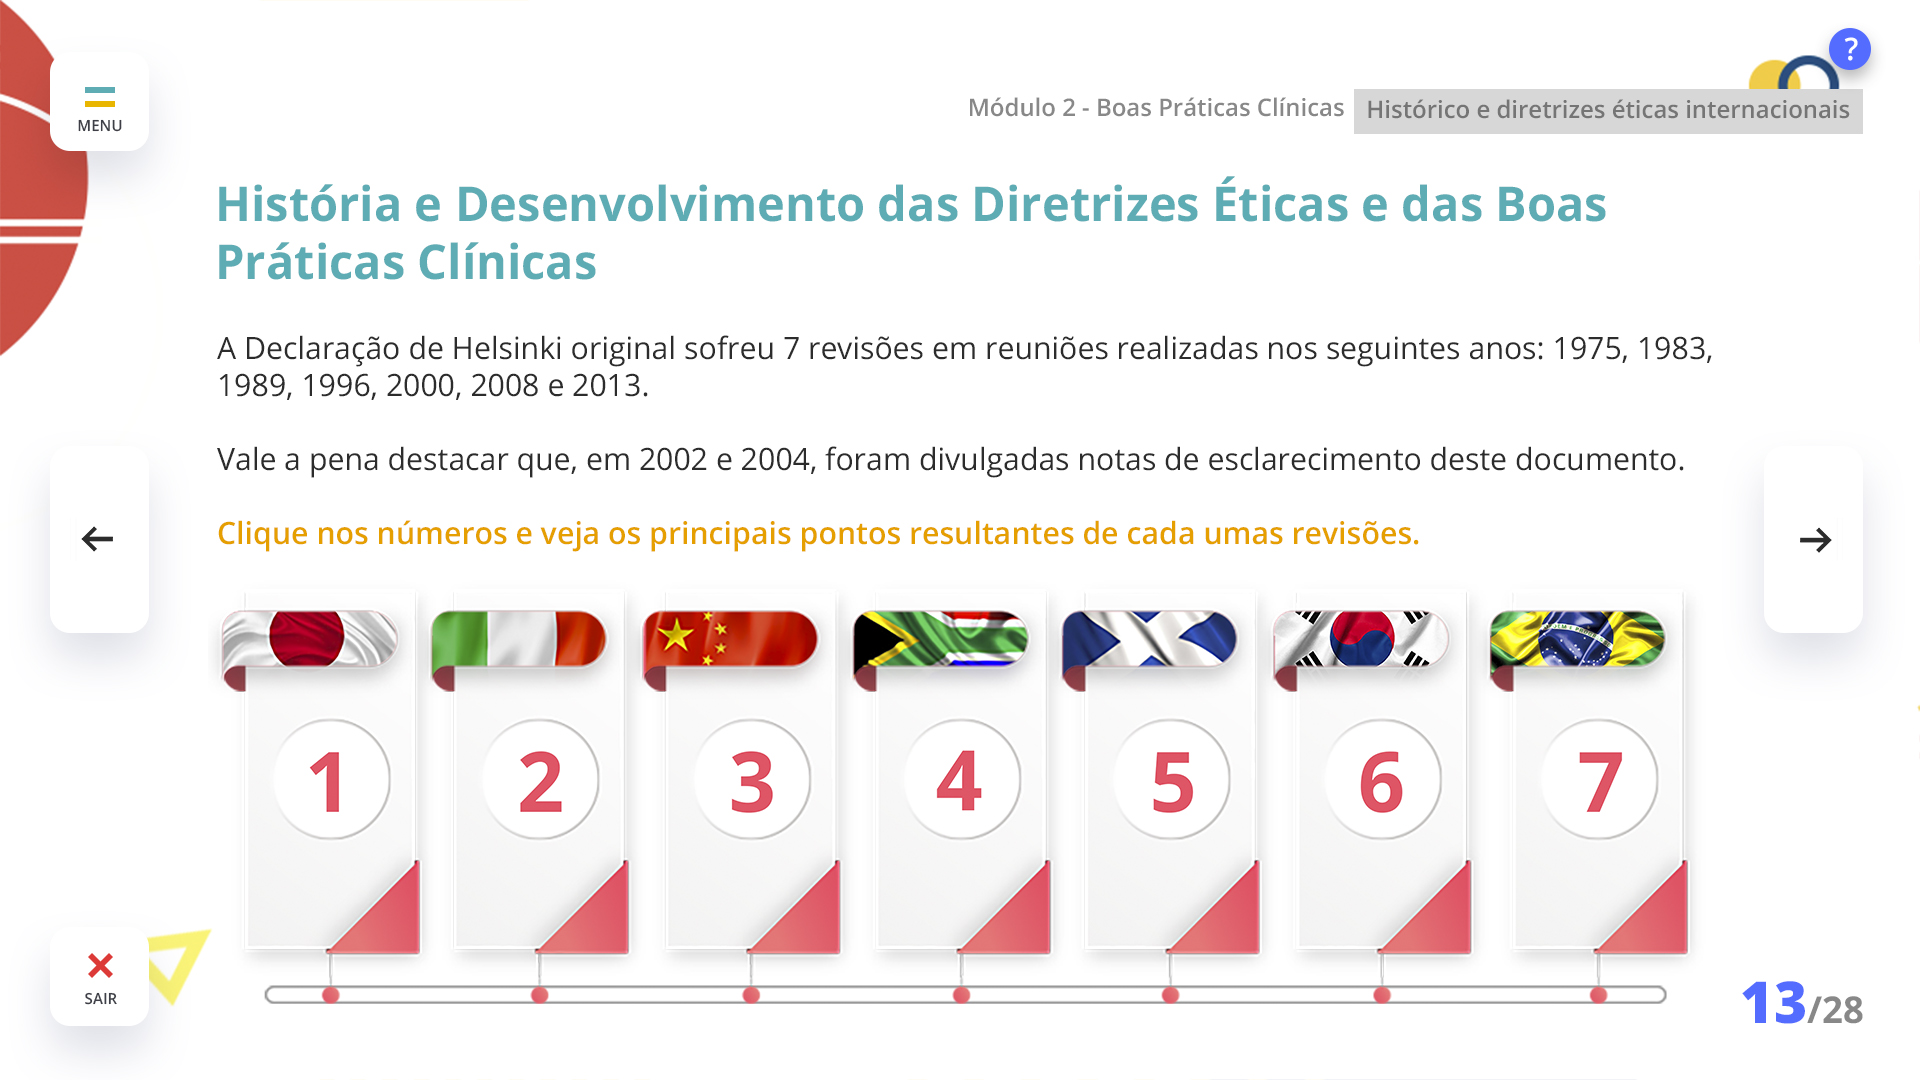 MENU
?
Módulo 2 - Boas Práticas Clínicas
Histórico e diretrizes éticas internacionais
História e Desenvolvimento das Diretrizes Éticas e das Boas
Práticas Clínicas
A Declaração de Helsinki original sofreu 7 revisões em reuniões realizadas nos seguintes anos: 1975, 1983,
1989, 1996, 2000, 2008 e 2013.
Vale a pena destacar que, em 2002 e 2004, foram divulgadas notas de esclarecimento deste documento.
Clique nos números e veja os principais pontos resultantes de cada umas revisões.
1
2
3
4
5
6
7
SAIR
13/28